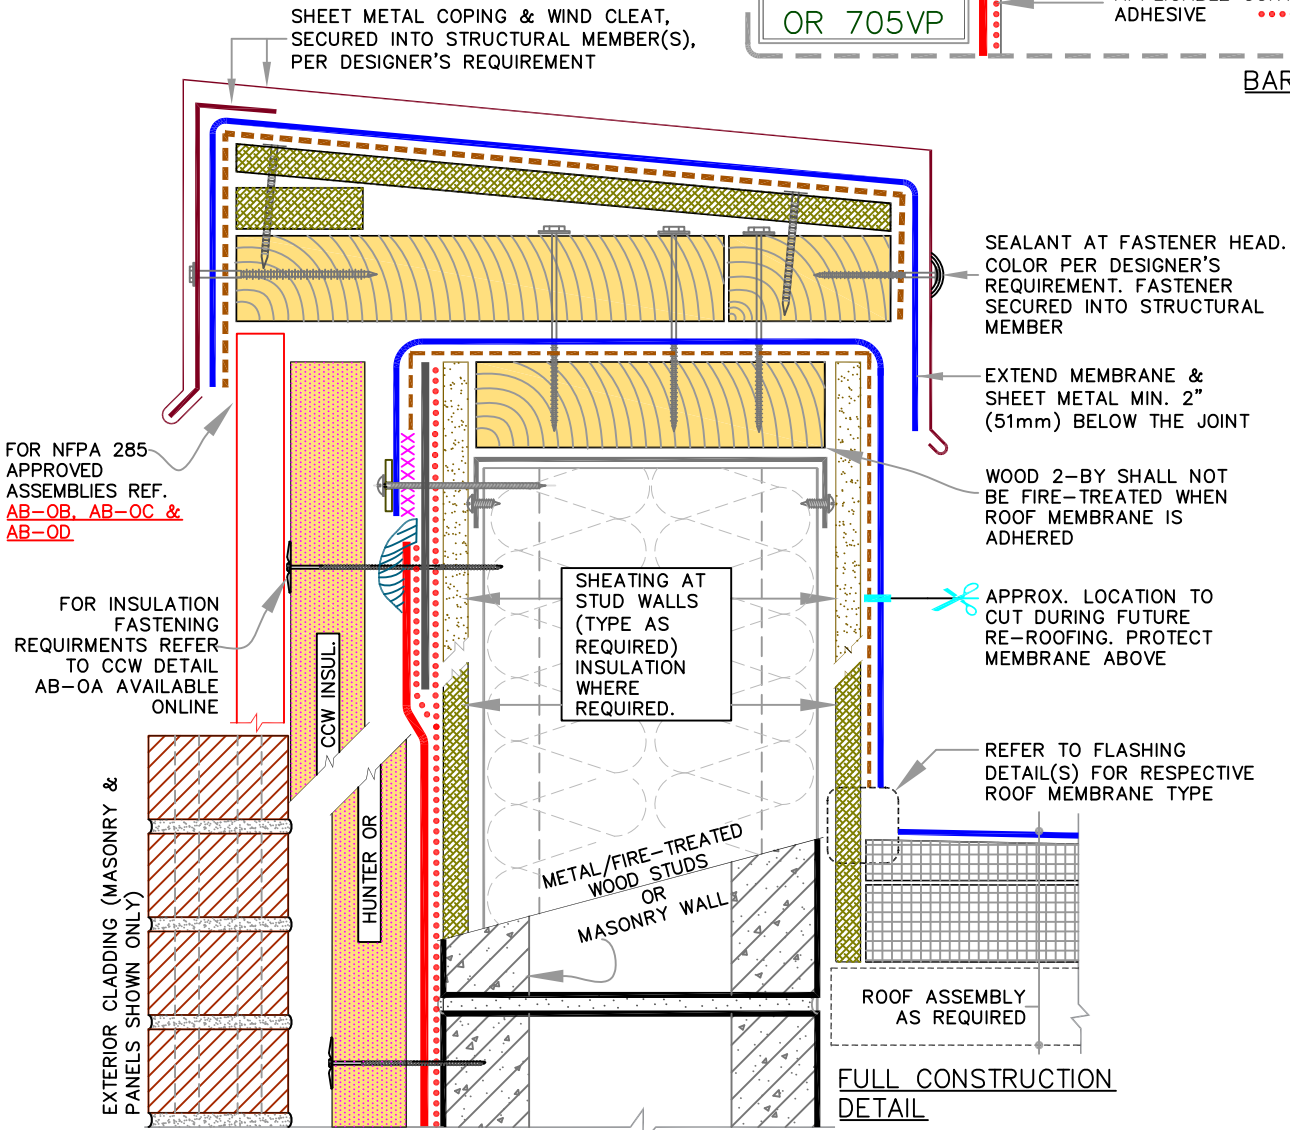 SHEET METAL COPING & WIND CLEAT,
SECURED INTO STRUCTURAL MEMBER(S),
PER DESIGNER'S REQUIREMENT
OR 705VP
ADHESIVE
BAR
SEALANT AT FASTENER HEAD.
COLOR PER DESIGNER'S
REQUIREMENT. FASTENER
SECURED INTO STRUCTURAL
MEMBER
EXTEND MEMBRANE &
SHEET METAL MIN. 2"
(51mm) BELOW THE JOINT
FOR NFPA 285
APPROVED
ASSEMBLIES REF.
AB-OB, AB-OC &
AB-OD
WOOD 2-BY SHALL NOT
BE FIRE-TREATED WHEN
ROOF MEMBRANE IS
ADHERED
SHEATING AT
STUD WALLS
(TYPE AS
REQUIRED)
INSULATION
WHERE
REQUIRED.
APPROX. LOCATION TO
CUT DURING FUTURE
RE-ROOFING. PROTECT
MEMBRANE ABOVE
FOR INSULATION
FASTENING
REQUIRMENTS REFER
TO CCW DETAIL
AB-OA AVAILABLE
ONLINE
CCW INSUL.
HUNTER OR
REFER TO FLASHING
DETAIL(S) FOR RESPECTIVE
ROOF MEMBRANE TYPE
METAL/FIRE-TREATED
WOOD STUDS
OR
MASONRY WALL
EXTERIOR CLADDING (MASONRY &
PANELS SHOWN ONLY)
ROOF ASSEMBLY
AS REQUIRED
FULL CONSTRUCTION
DETAIL